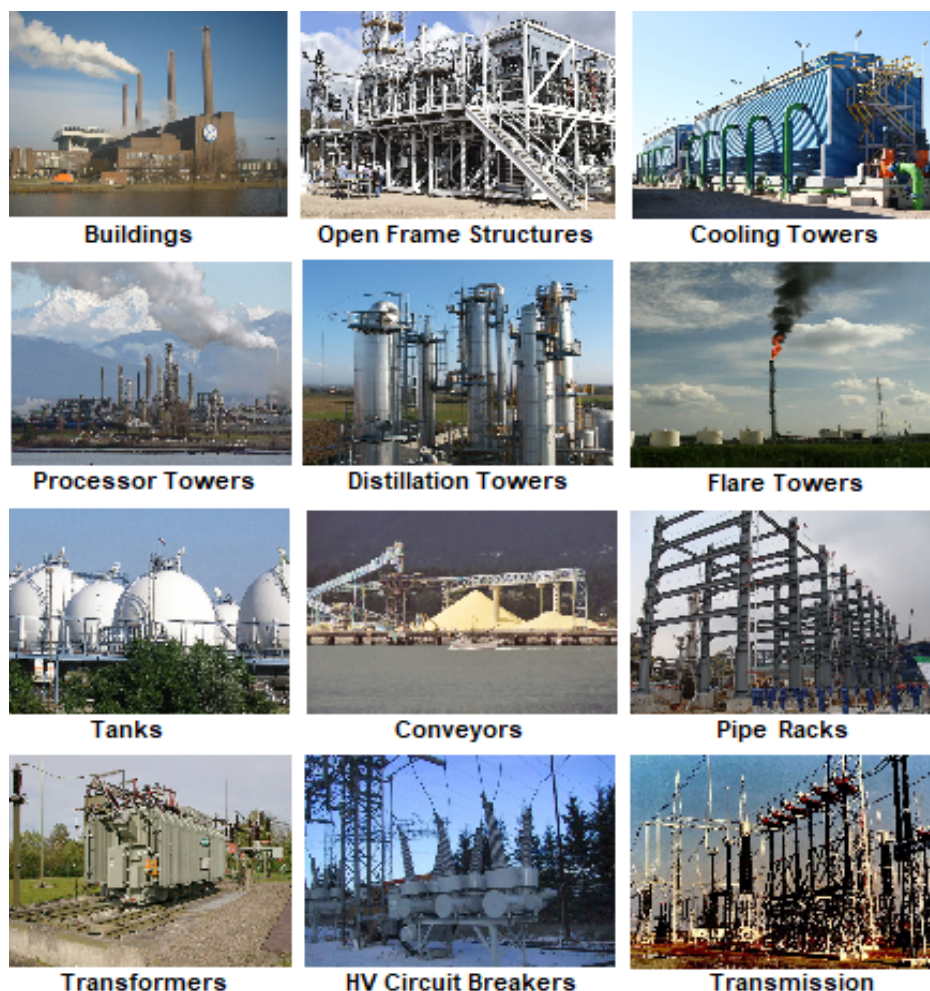 Buildings
Open Frame Structures
Cooling Towers
Processor Towers
Distillation Towers
Flare Towers
Tanks
Conveyors
Pipe Racks
Transformers
HV Circuit Breakers
Transmission